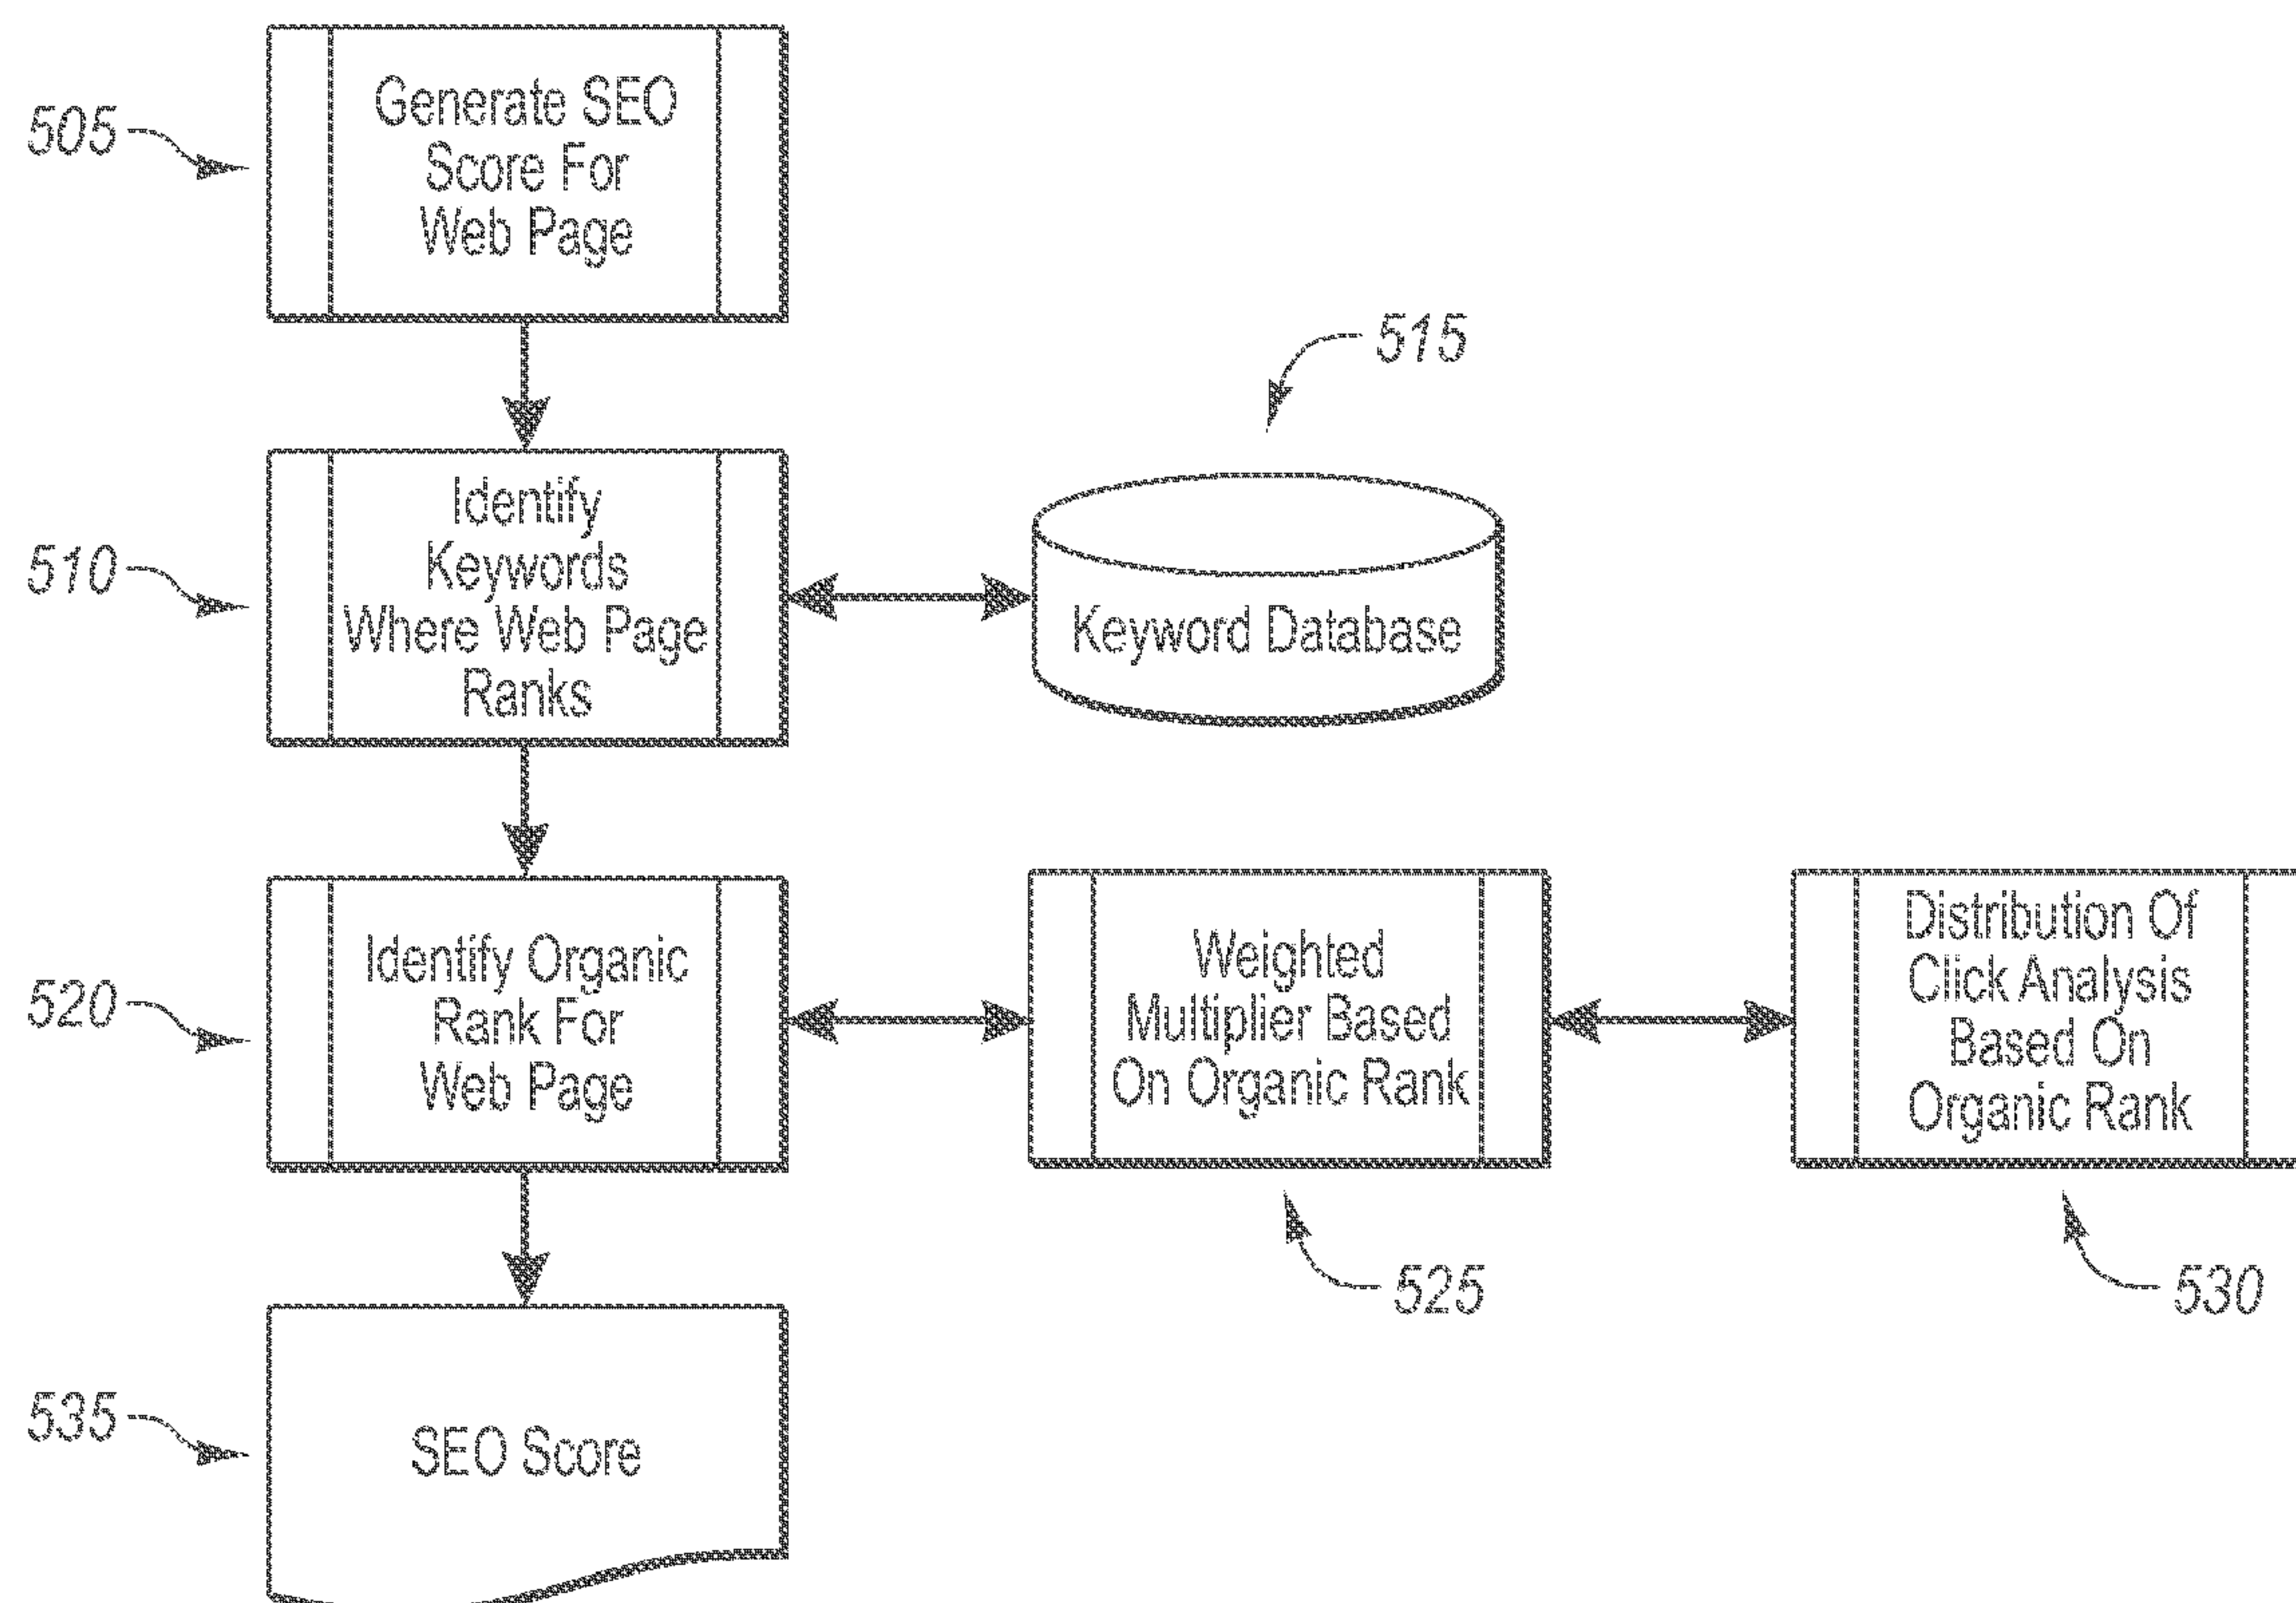 505
Generate SEO
Score For
Web Page
515
510
Identify
Keywords
Where Web Page
Ranks
Keyword Database
520
Identify Organic
Rank For
Web Page
Weighted
Multiplier Based
On Organic Rank
Distribution Of
Click Analysis
Based On
Organic Rank
525
530
535
SEO Score